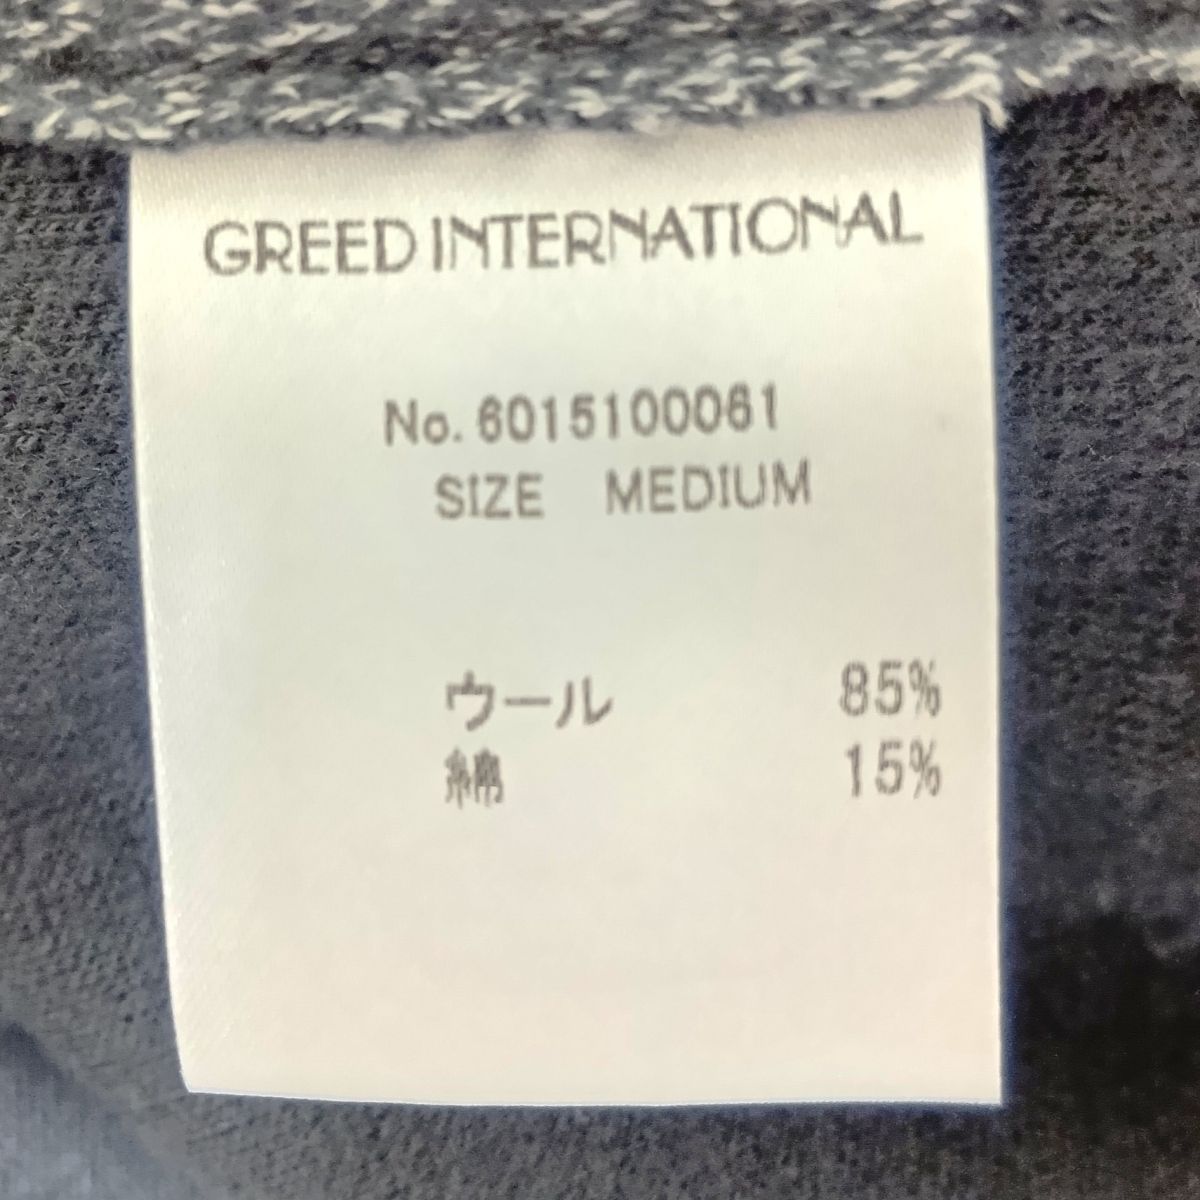 GREED INTERNATIONAL
No. 6015100061
SIZE MEDIUM
ウール 85%
綿 15%